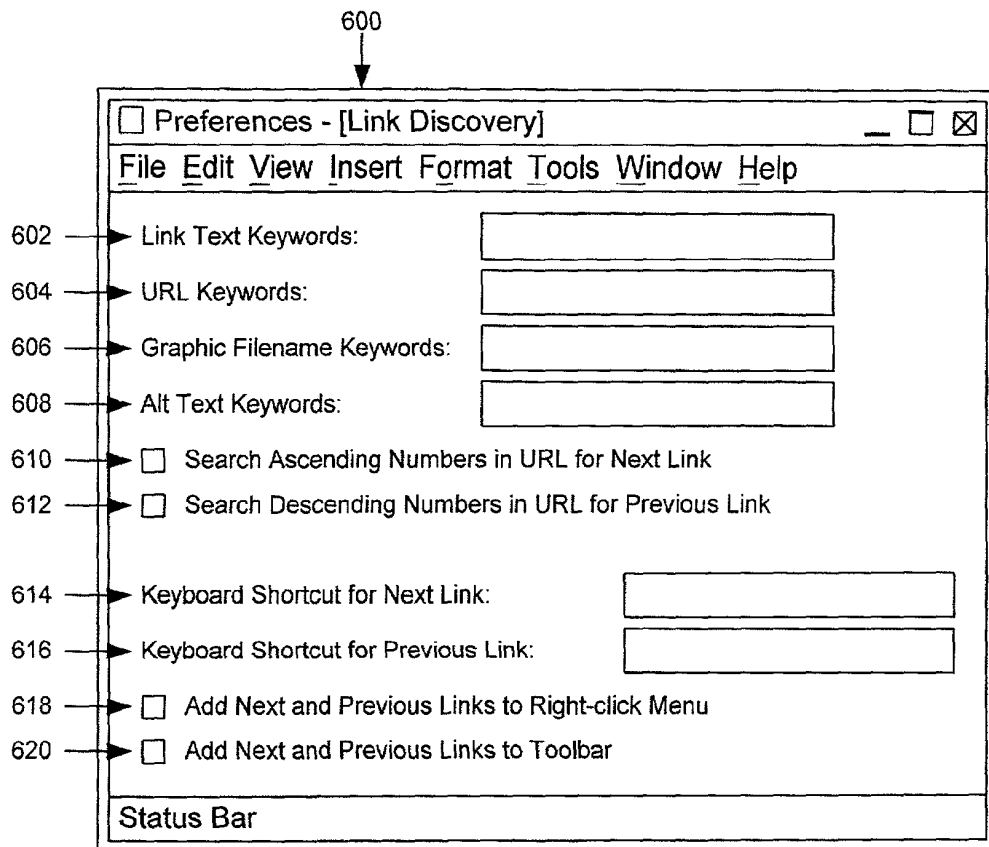 600
Preferences - [Link Discovery]
File Edit View Insert Format Tools Window Help
602 Link Text Keywords:
604 URL Keywords:
606 Graphic Filename Keywords:
608 Alt Text Keywords:
610 Search Ascending Numbers in URL for Next Link
612 Search Descending Numbers in URL for Previous Link
614 Keyboard Shortcut for Next Link:
616 Keyboard Shortcut for Previous Link:
618 Add Next and Previous Links to Right-click Menu
620 Add Next and Previous Links to Toolbar
Status Bar